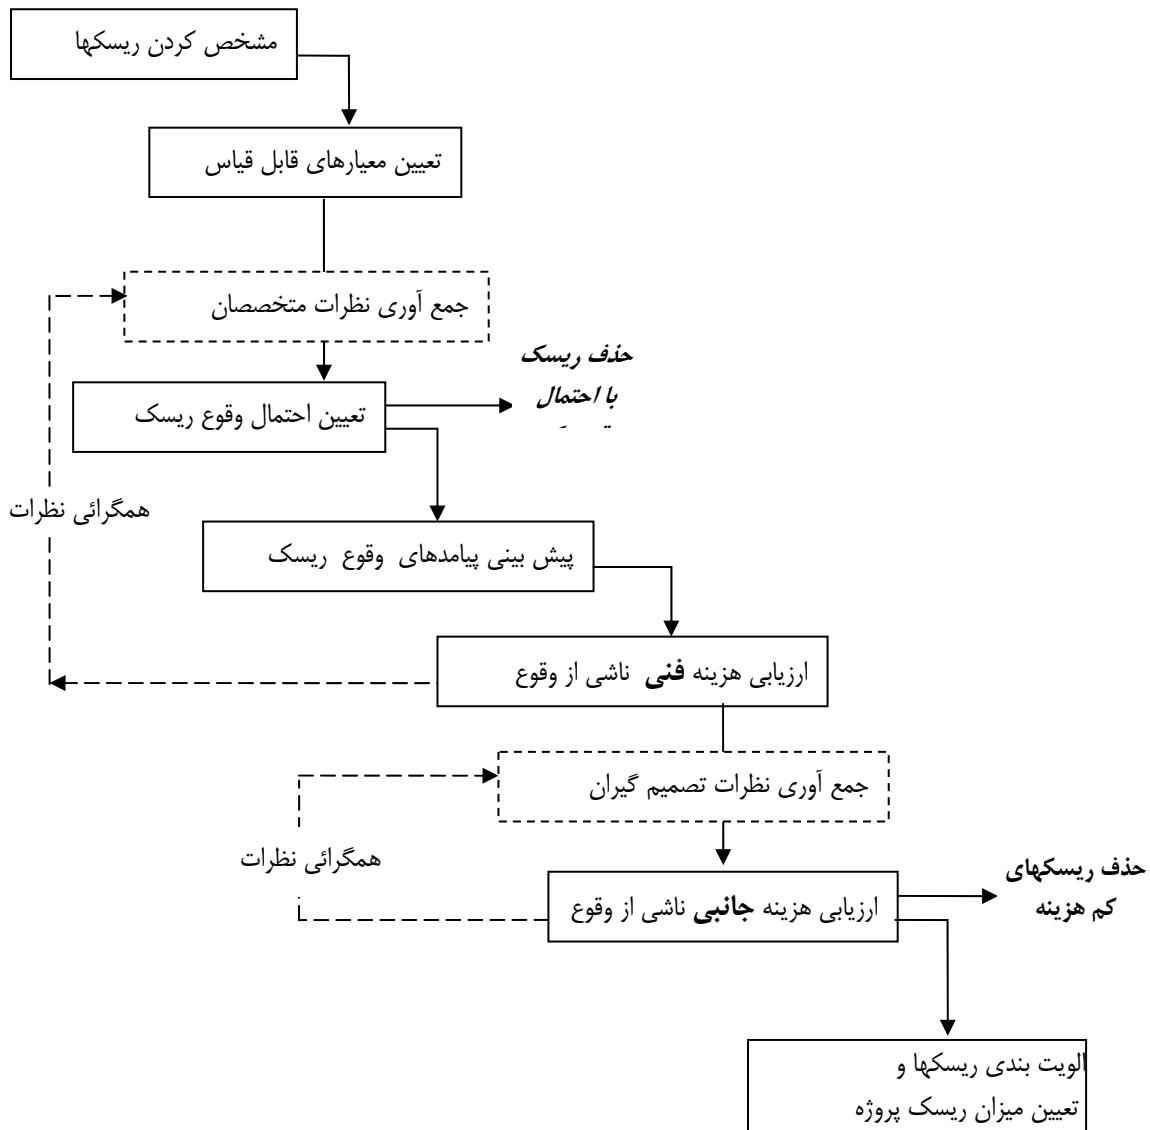 مشخص کردن ریسکها
تعیین معیارهای قابل قیاس
جمع آوری نظرات متخصصان
حذف ریسک
با احتمال
تعیین احتمال وقوع ریسک
همگرائی نظرات
پیش بینی پیامدهای وقوع ریسک
ارزیابی هزینه فنی ناشی از وقوع
جمع آوری نظرات تصمیم گیران
همگرائی نظرات
ارزیابی هزینه جانبی ناشی از وقوع
حذف ریسکهای
کم هزینه
الویت بندی ریسکها و
تعیین میزان ریسک پروژه